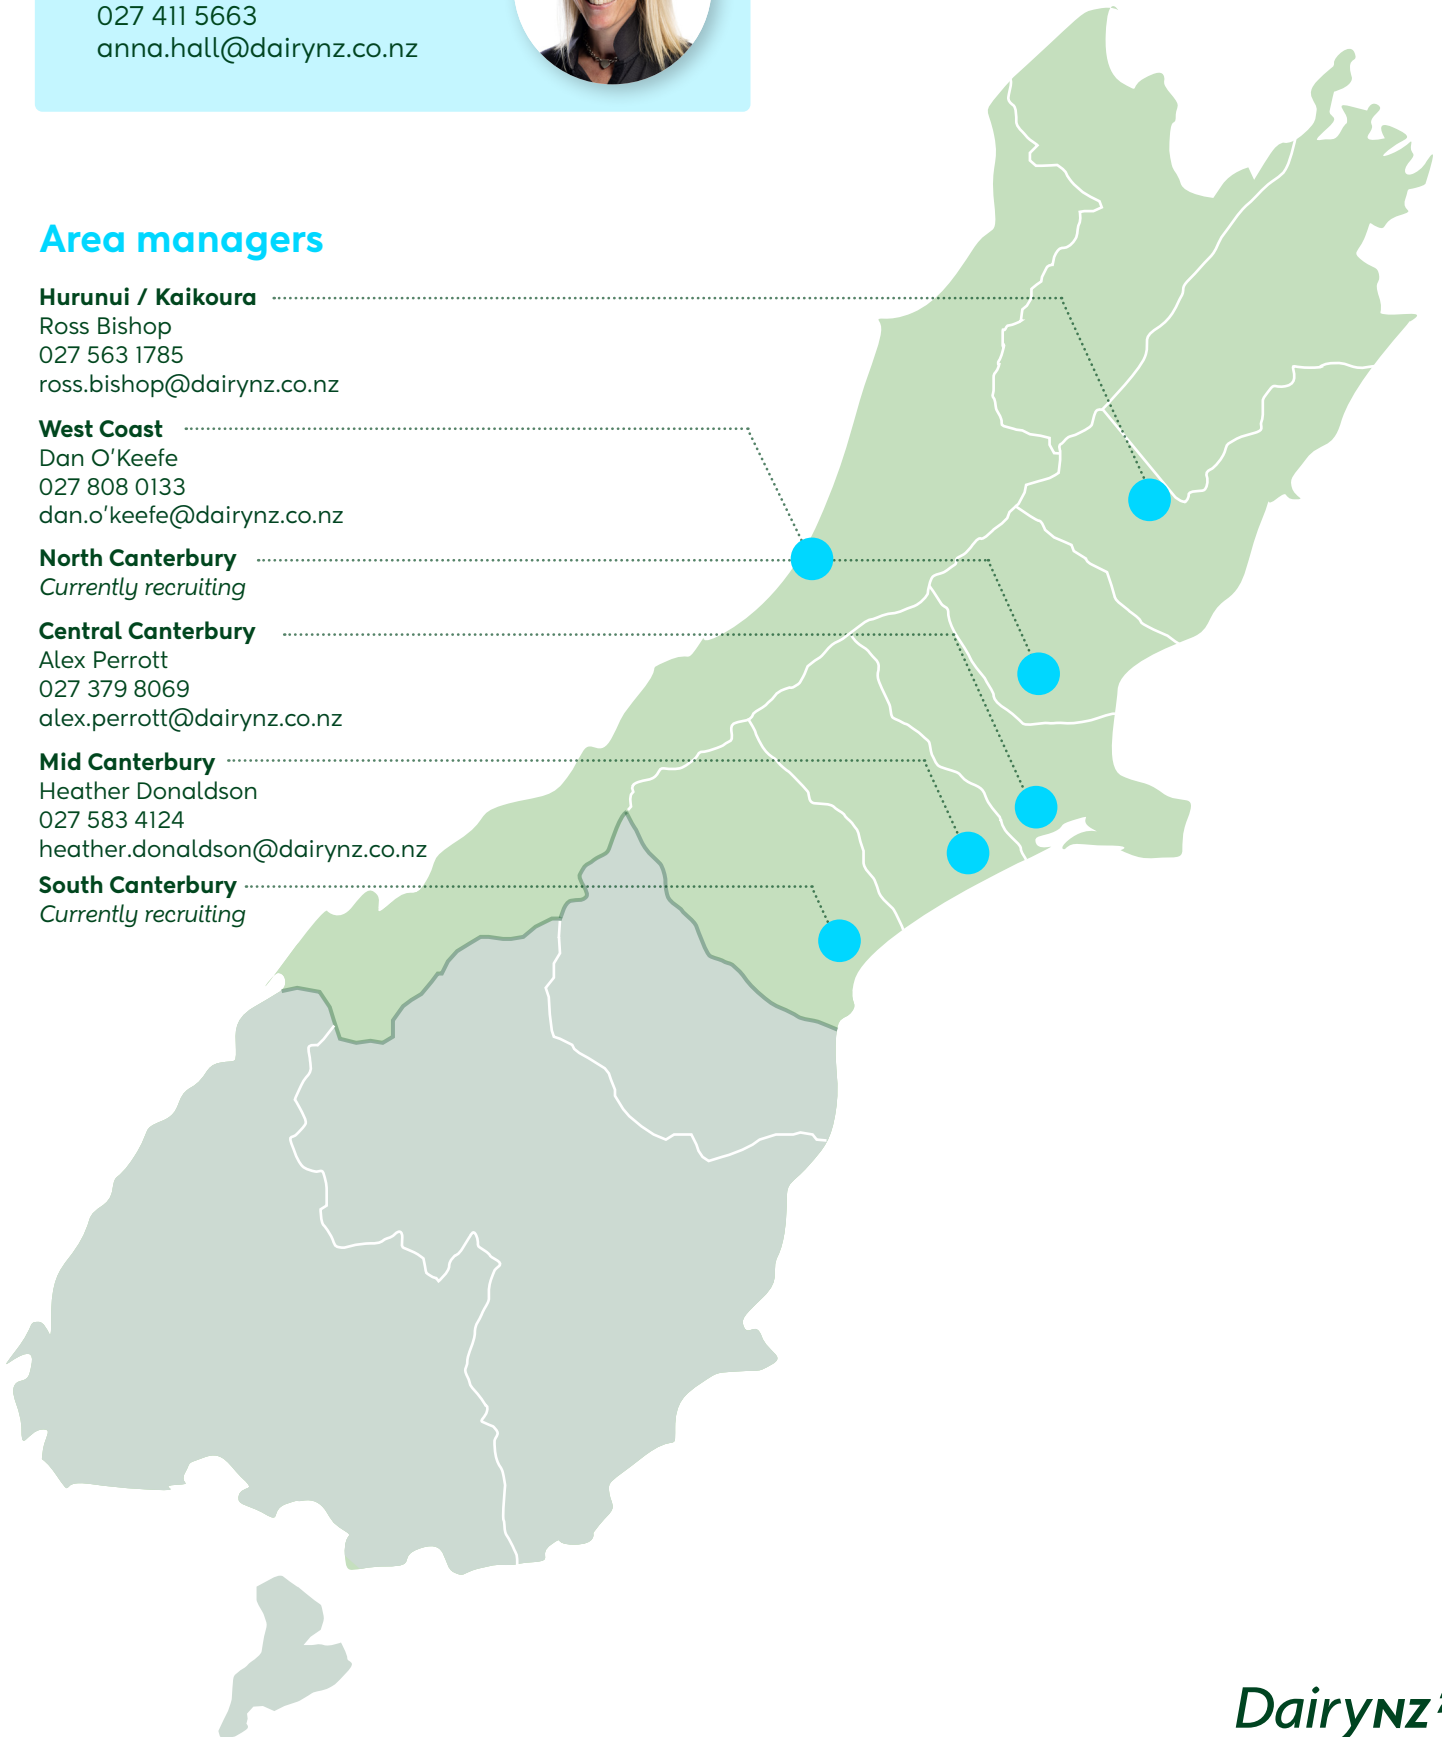 027 411 5663
anna.hall@dairynz.co.nz
Area managers
Hurunui / Kaikoura
Ross Bishop
027 563 1785
ross.bishop@dairynz.co.nz
West Coast
Dan O'Keefe
027 808 0133
dan.o'keefe@dairynz.co.nz
North Canterbury
Currently recruiting
Central Canterbury
Alex Perrott
027 379 8069
alex.perrott@dairynz.co.nz
Mid Canterbury
Heather Donaldson
027 583 4124
heather.donaldson@dairynz.co.nz
South Canterbury
Currently recruiting
DairyNZ